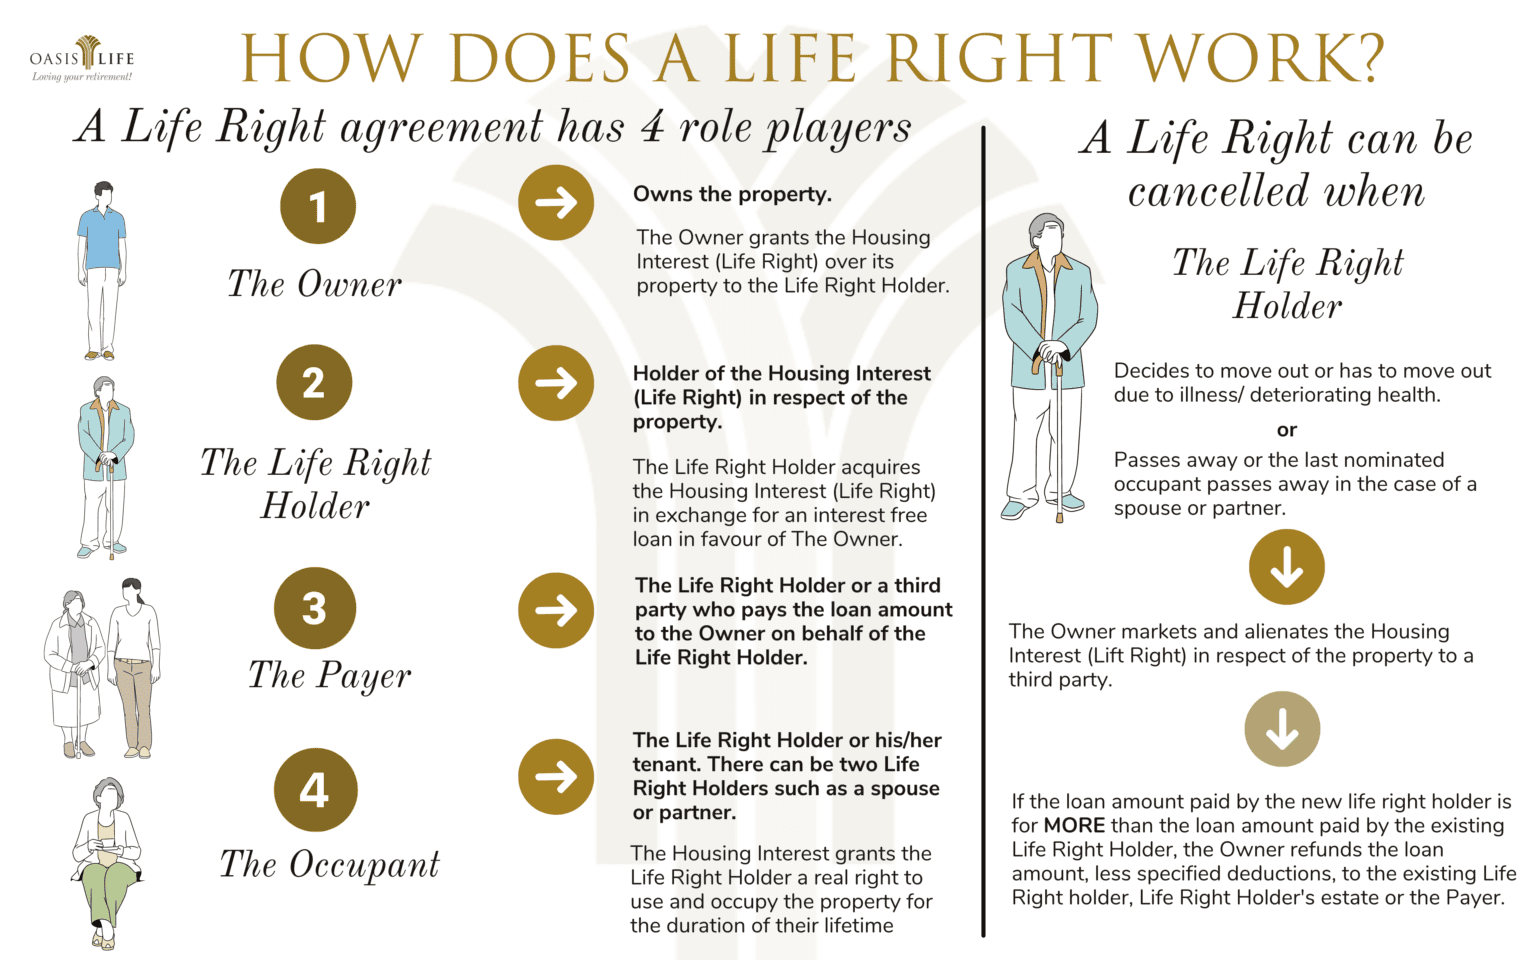 OASIS LIFE
Loving your retirement!
HOW DOES A LIFE RIGHT WORK?
A Life Right agreement has 4 role players
1
The Owner
Owns the property.
The Owner grants the Housing
Interest (Life Right) over its
property to the Life Right Holder.
2
The Life Right
Holder
Holder of the Housing Interest
(Life Right) in respect of the
property.
The Life Right Holder acquires
the Housing Interest (Life Right)
in exchange for an interest free
loan in favour of The Owner.
3
The Payer
The Life Right Holder or a third
party who pays the loan amount
to the Owner on behalf of the
Life Right Holder.
4
The Occupant
The Life Right Holder or his/her
tenant. There can be two Life
Right Holders such as a spouse
or partner.
The Housing Interest grants the
Life Right Holder a real right to
use and occupy the property for
the duration of their lifetime
A Life Right can be
cancelled when
The Life Right
Holder
Decides to move out or has to move out
due to illness/ deteriorating health.
or
Passes away or the last nominated
occupant passes away in the case of a
spouse or partner.
The Owner markets and alienates the Housing
Interest (Lift Right) in respect of the property to a
third party.
If the loan amount paid by the new life right holder is
for MORE than the loan amount paid by the existing
Life Right Holder, the Owner refunds the loan
amount, less specified deductions, to the existing Life
Right holder, Life Right Holder's estate or the Payer.